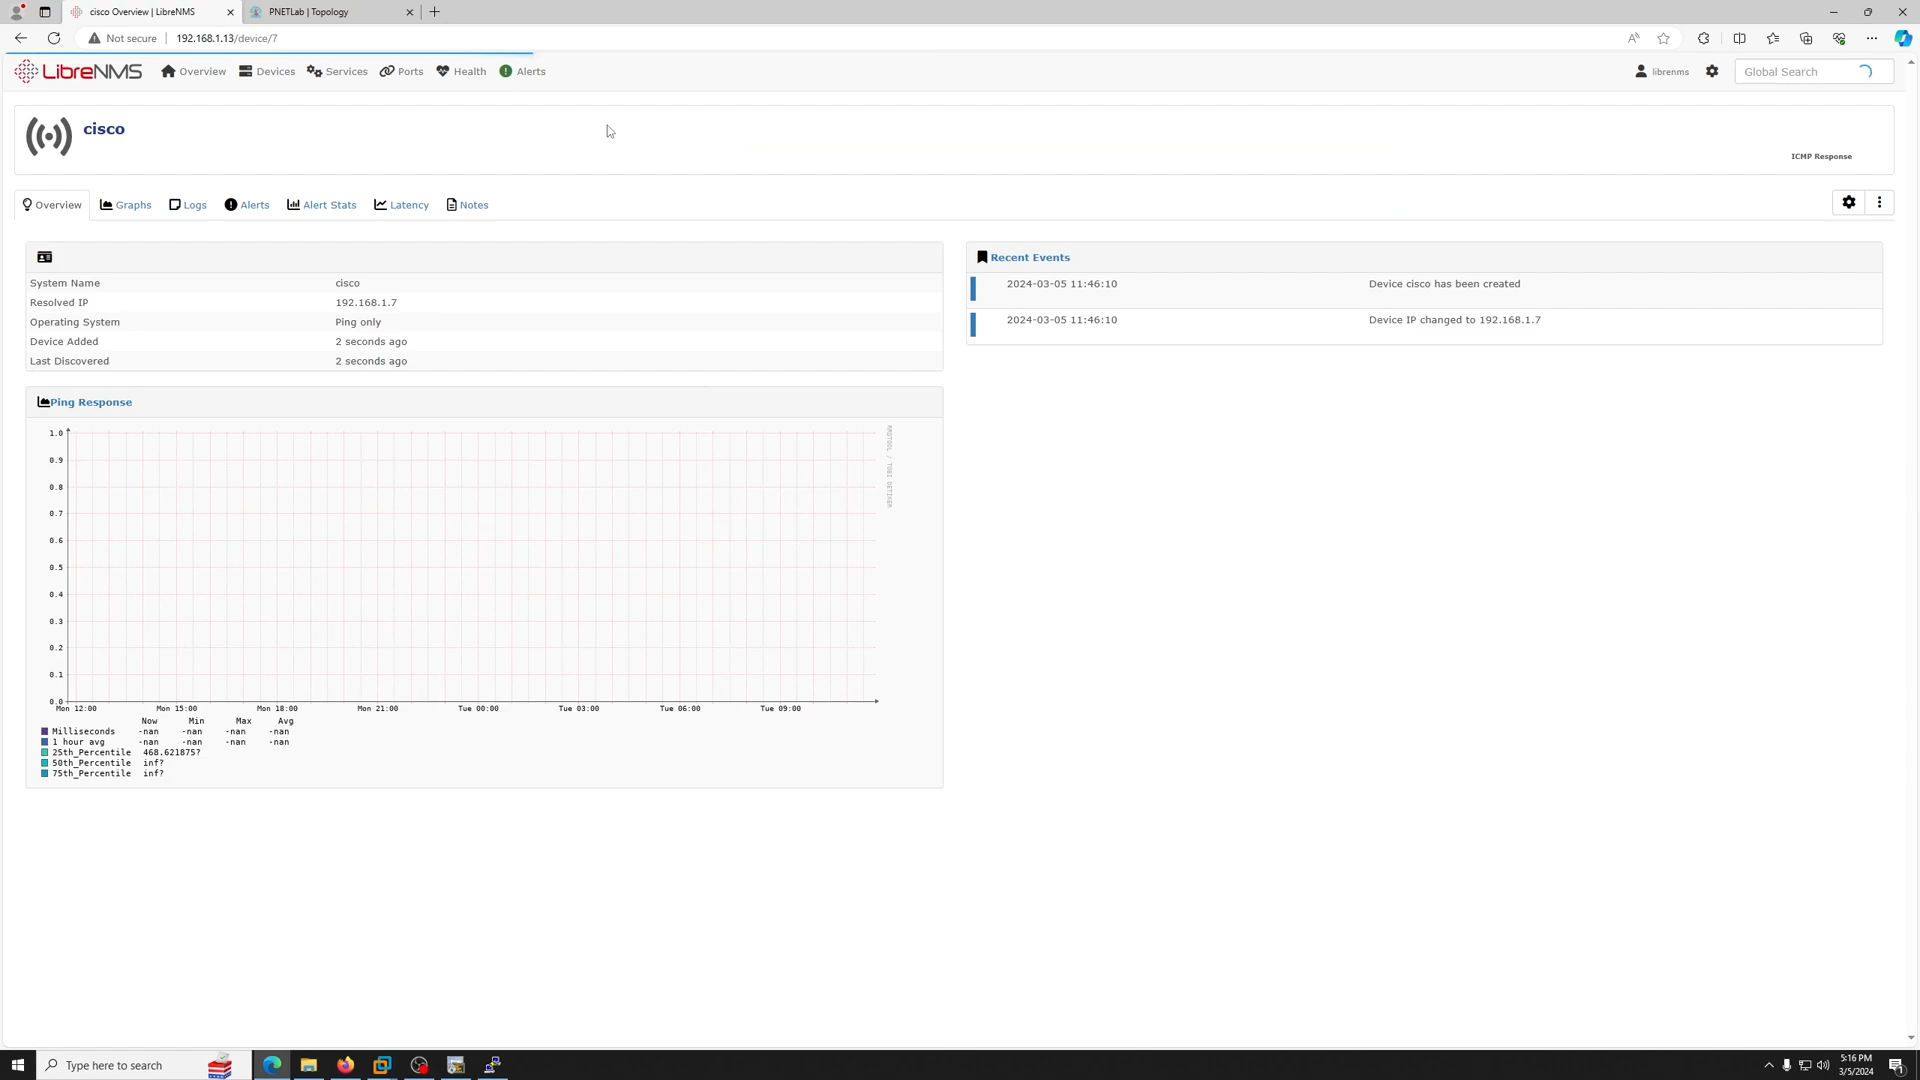 cisco Overview | LibreNMS
PNETLab | Topology
Not secure
192.168.1.13/device/7
LibreNMS
Overview
Devices
Services
Ports
Health
Alerts
librenms
Global Search
cisco
ICMP Response
Overview
Graphs
Logs
Alerts
Alert Stats
Latency
Notes
System Name cisco
Resolved IP 192.168.1.7
Operating System Ping only
Device Added 2 seconds ago
Last Discovered 2 seconds ago
Recent Events
2024-03-05 11:46:10 Device cisco has been created
2024-03-05 11:46:10 Device IP changed to 192.168.1.7
Ping Response
1.0
0.9
0.8
0.7
0.6
0.5
0.4
0.3
0.2
0.1
0.0
RRDTOOL / TOBI OETIKER
Mon 12:00 Mon 15:00 Mon 18:00 Mon 21:00 Tue 00:00 Tue 03:00 Tue 06:00 Tue 09:00
Now Min Max Avg
Milliseconds -nan -nan -nan -nan
1 hour avg -nan -nan -nan -nan
25th_Percentile 468.621875?
50th_Percentile inf?
75th_Percentile inf?
Type here to search
5:16 PM
3/5/2024
1